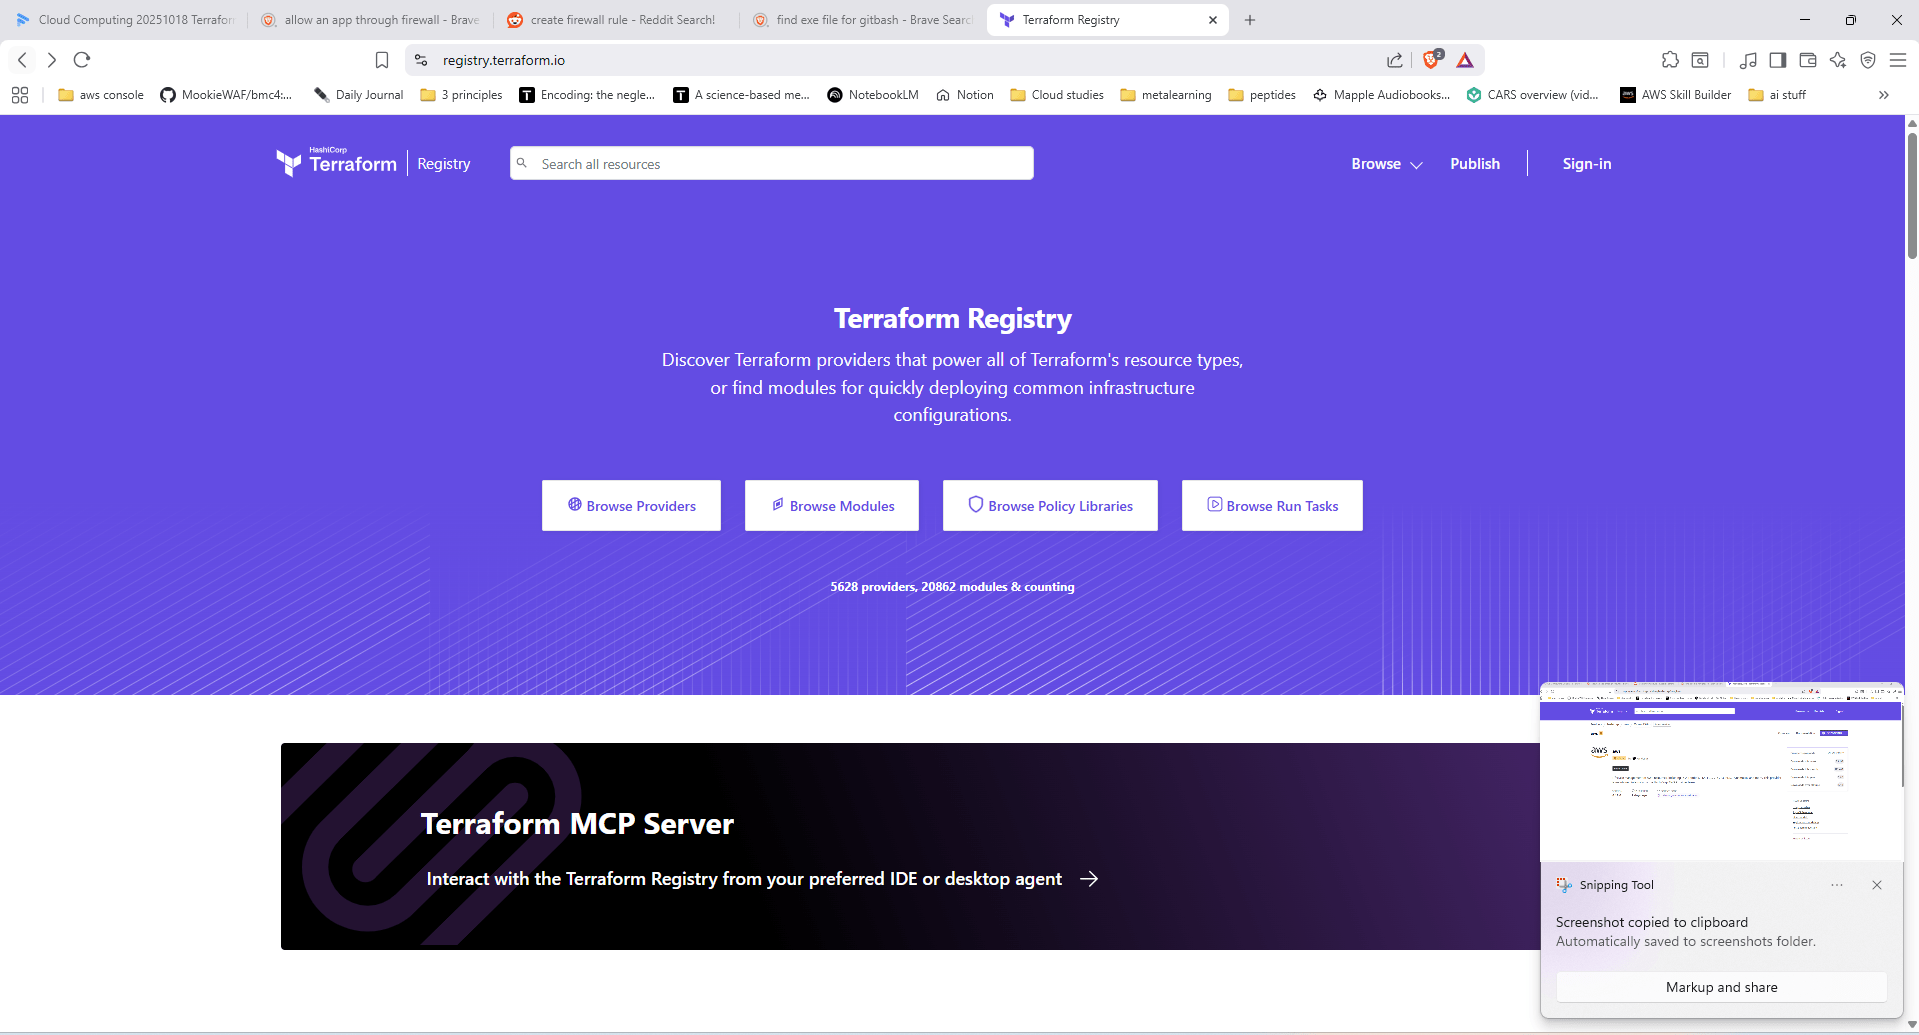 Cloud Computing 20251018 Terraform
allow an app through firewall - Brave
create firewall rule - Reddit Search!
find exe file for gitbash - Brave Searc
Terraform Registry
registry.terraform.io
2
aws console
MookieWAF/bmc4:...
Daily Journal
3 principles
Encoding: the negle...
A science-based me...
NotebookLM
Notion
Cloud studies
metalearning
peptides
Mapple Audiobooks...
CARS overview (vid...
AWS Skill Builder
ai stuff
HashiCorp
Terraform
Registry
Search all resources
Browse
Publish
Sign-in
Terraform Registry
Discover Terraform providers that power all of Terraform's resource types,
or find modules for quickly deploying common infrastructure
configurations.
Browse Providers
Browse Modules
Browse Policy Libraries
Browse Run Tasks
5628 providers, 20862 modules & counting
Terraform MCP Server
Interact with the Terraform Registry from your preferred IDE or desktop agent
Snipping Tool
Screenshot copied to clipboard
Automatically saved to screenshots folder.
Markup and share